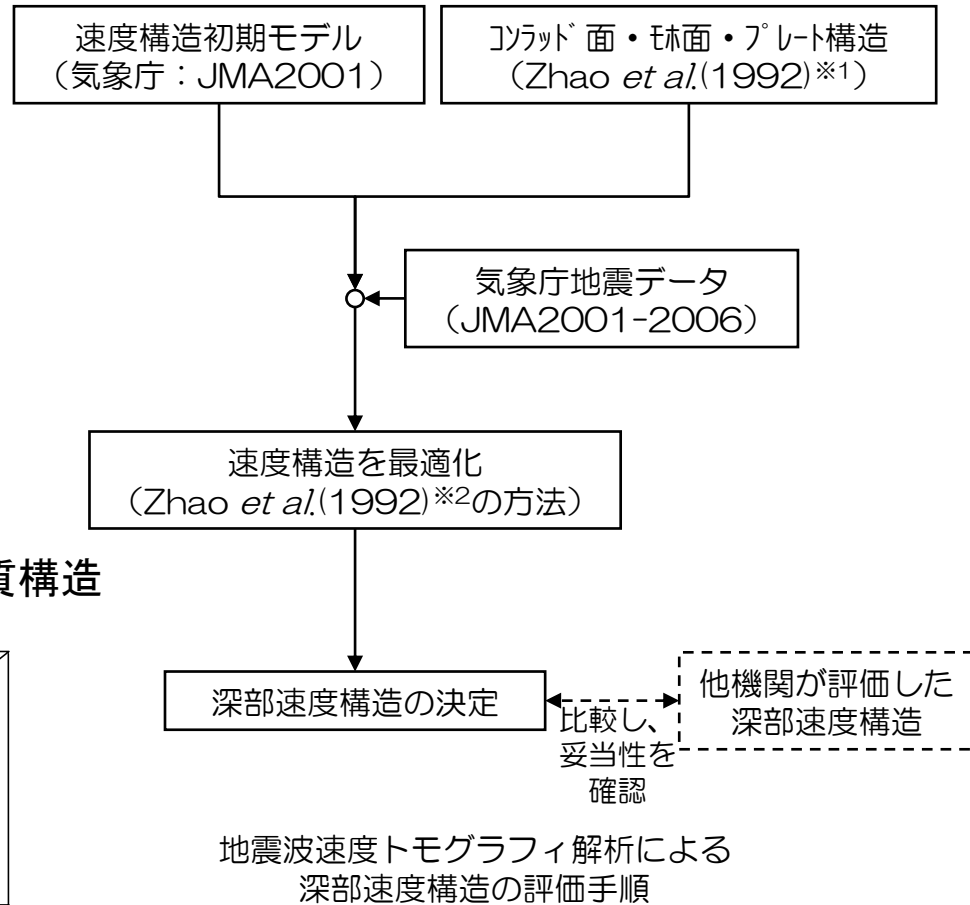 速度構造初期モデル
（気象庁：JMA2001）
コンラッド面・モホ面・プレート構造
（Zhao et al.(1992)※1）
気象庁地震データ
（JMA2001-2006）
速度構造を最適化
（Zhao et al.(1992)※2の方法）
質構造
深部速度構造の決定
比較し、
妥当性を
確認
他機関が評価した
深部速度構造
地震波速度トモグラフィ解析による
深部速度構造の評価手順